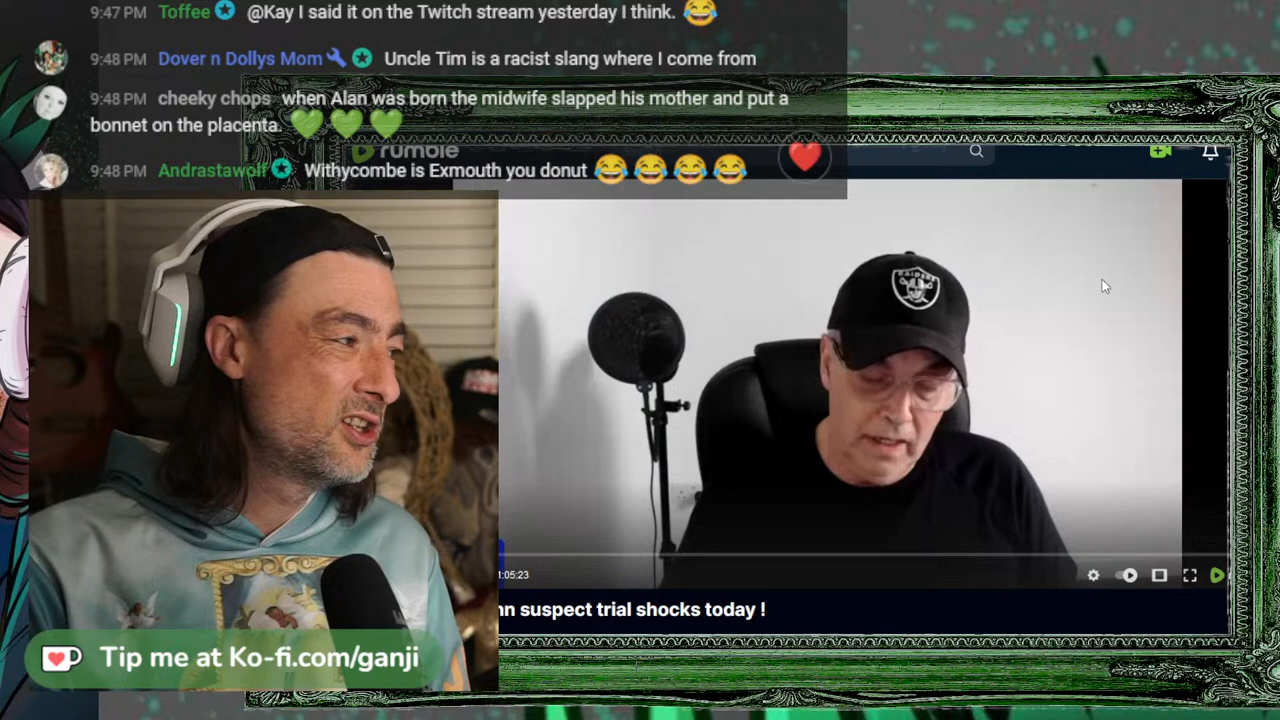 9:47 PM Toffee @Kay I said it on the Twitch stream yesterday I think. 😂
9:48 PM Dover n Dollys Mom Uncle Tim is a racist slang where I come from
9:48 PM cheeky chops when Alan was born the midwife slapped his mother and put a
bonnet on the placenta. 💚 💚 💚
rumble
9:48 PM Andrastawolf Withycombe is Exmouth you donut 😂 😂 😂 😂
RAIDERS
1:05:23
nn suspect trial shocks today !
Tip me at Ko-fi.com/ganji